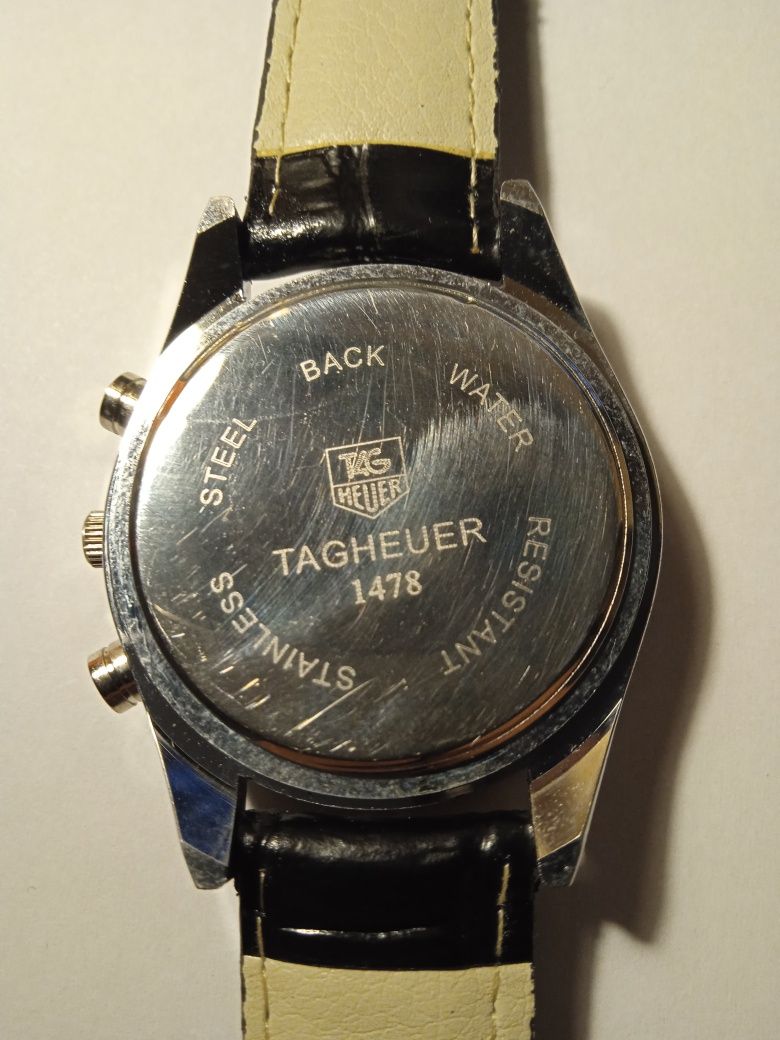 STAINLESS STEEL BACK WATER RESISTANT
TAG
HEUER
TAGHEUER
1478